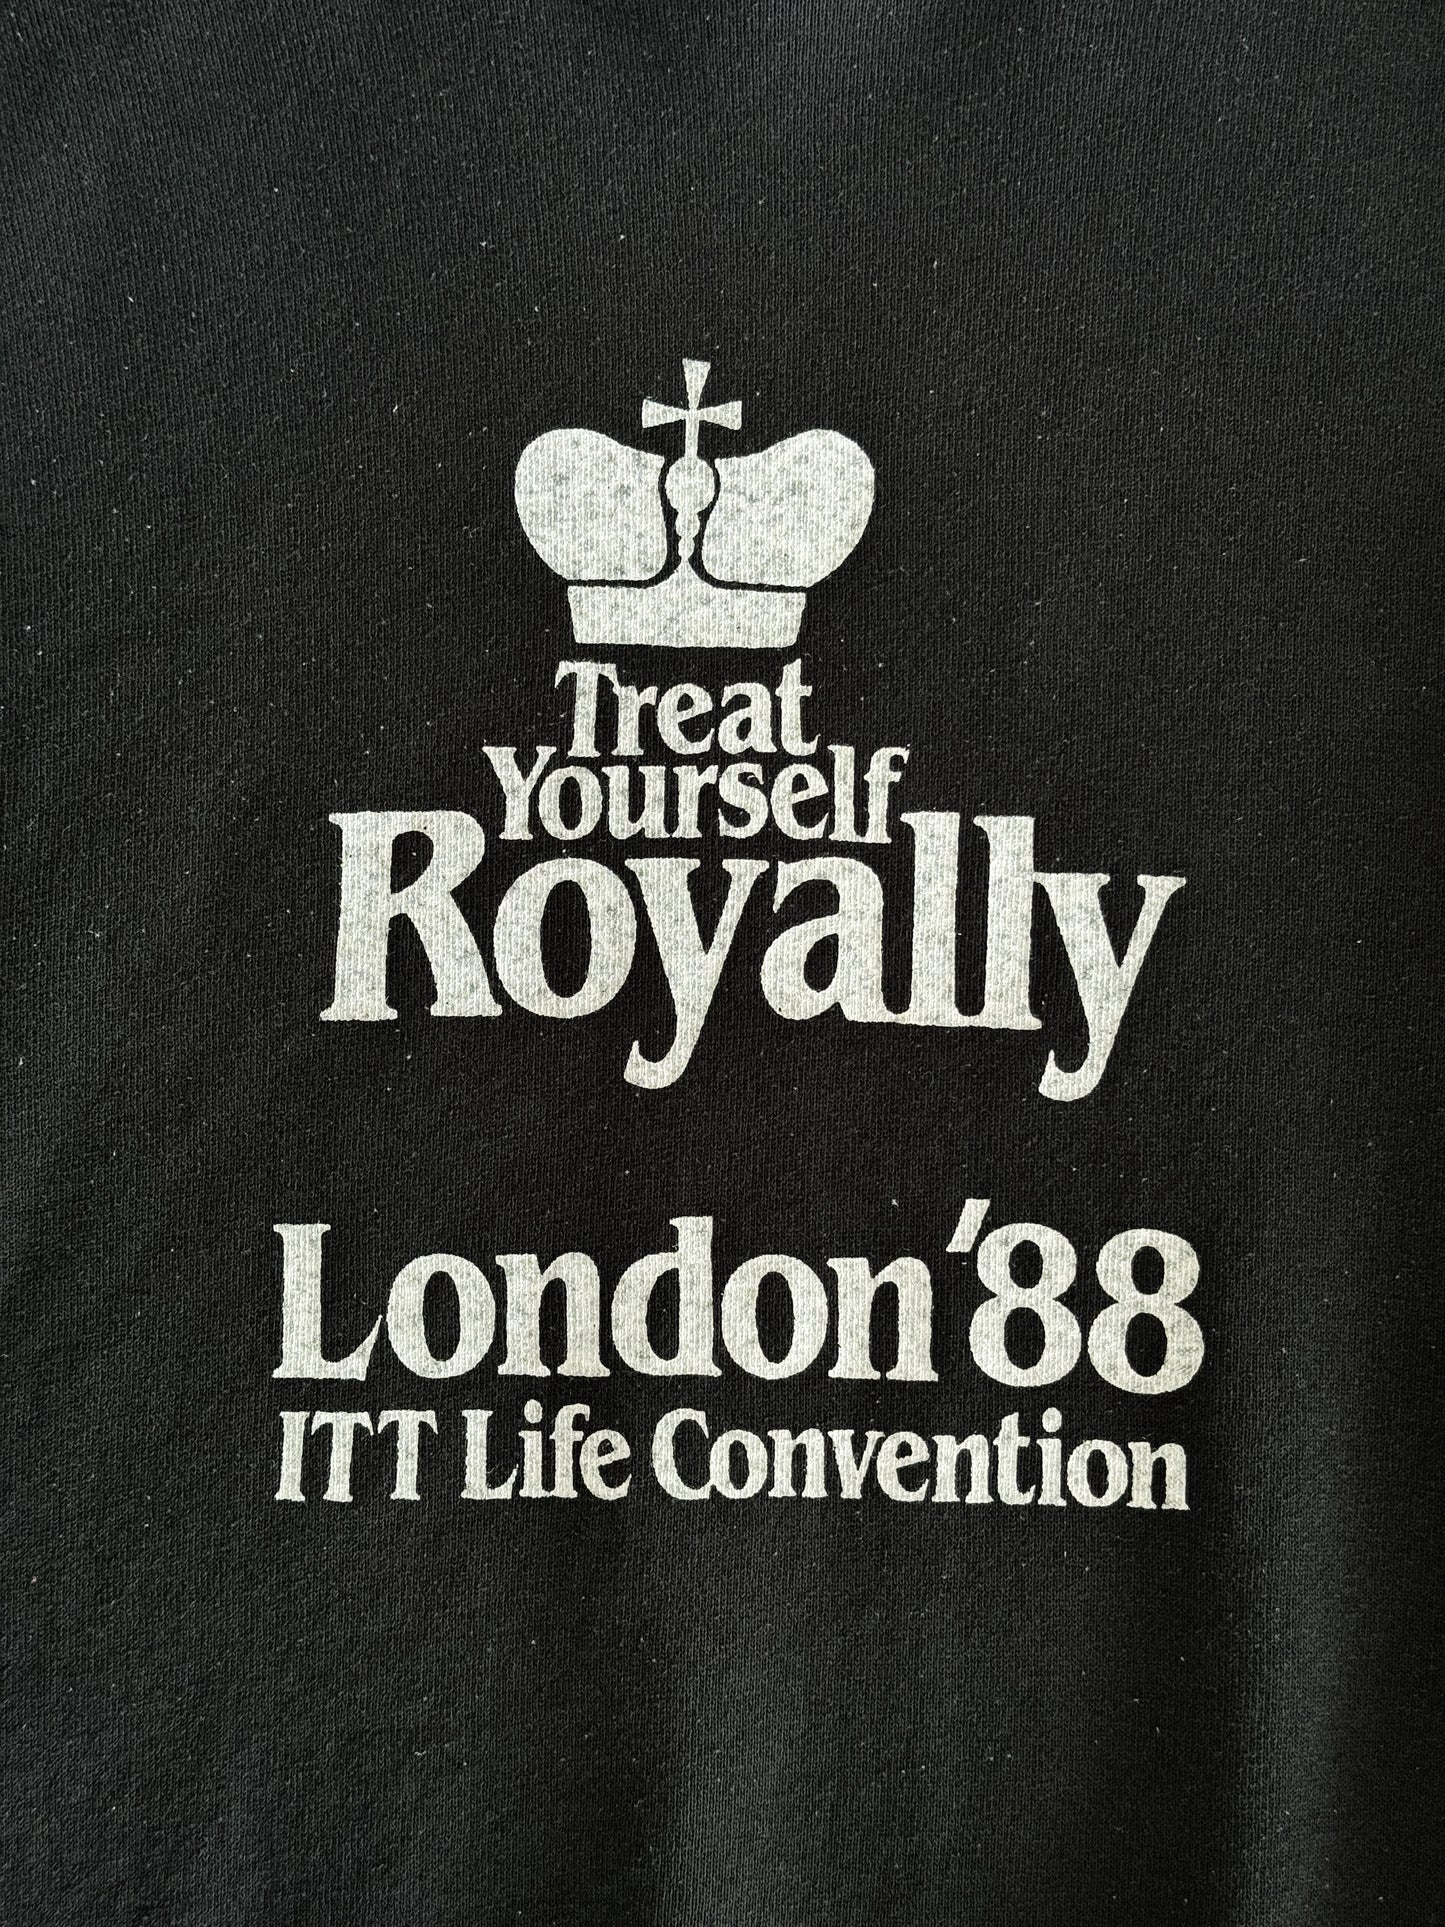 Treat
Yourself
Royally
London '88
ITT Life Convention